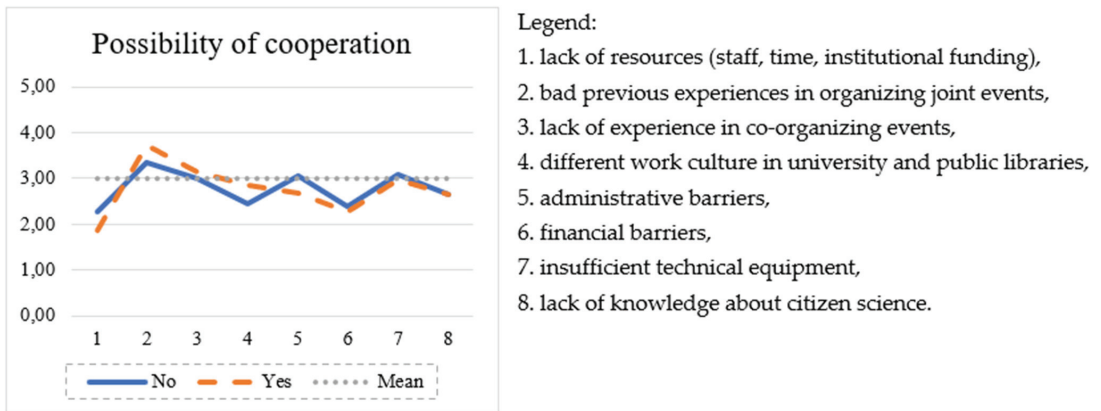 Possibility of cooperation
5,00
4,00
3,00
2,00
1,00
0,00
1 2 3 4 5 6 7 8
No Yes Mean
Legend:
1. lack of resources (staff, time, institutional funding),
2. bad previous experiences in organizing joint events,
3. lack of experience in co-organizing events,
4. different work culture in university and public libraries,
5. administrative barriers,
6. financial barriers,
7. insufficient technical equipment,
8. lack of knowledge about citizen science.